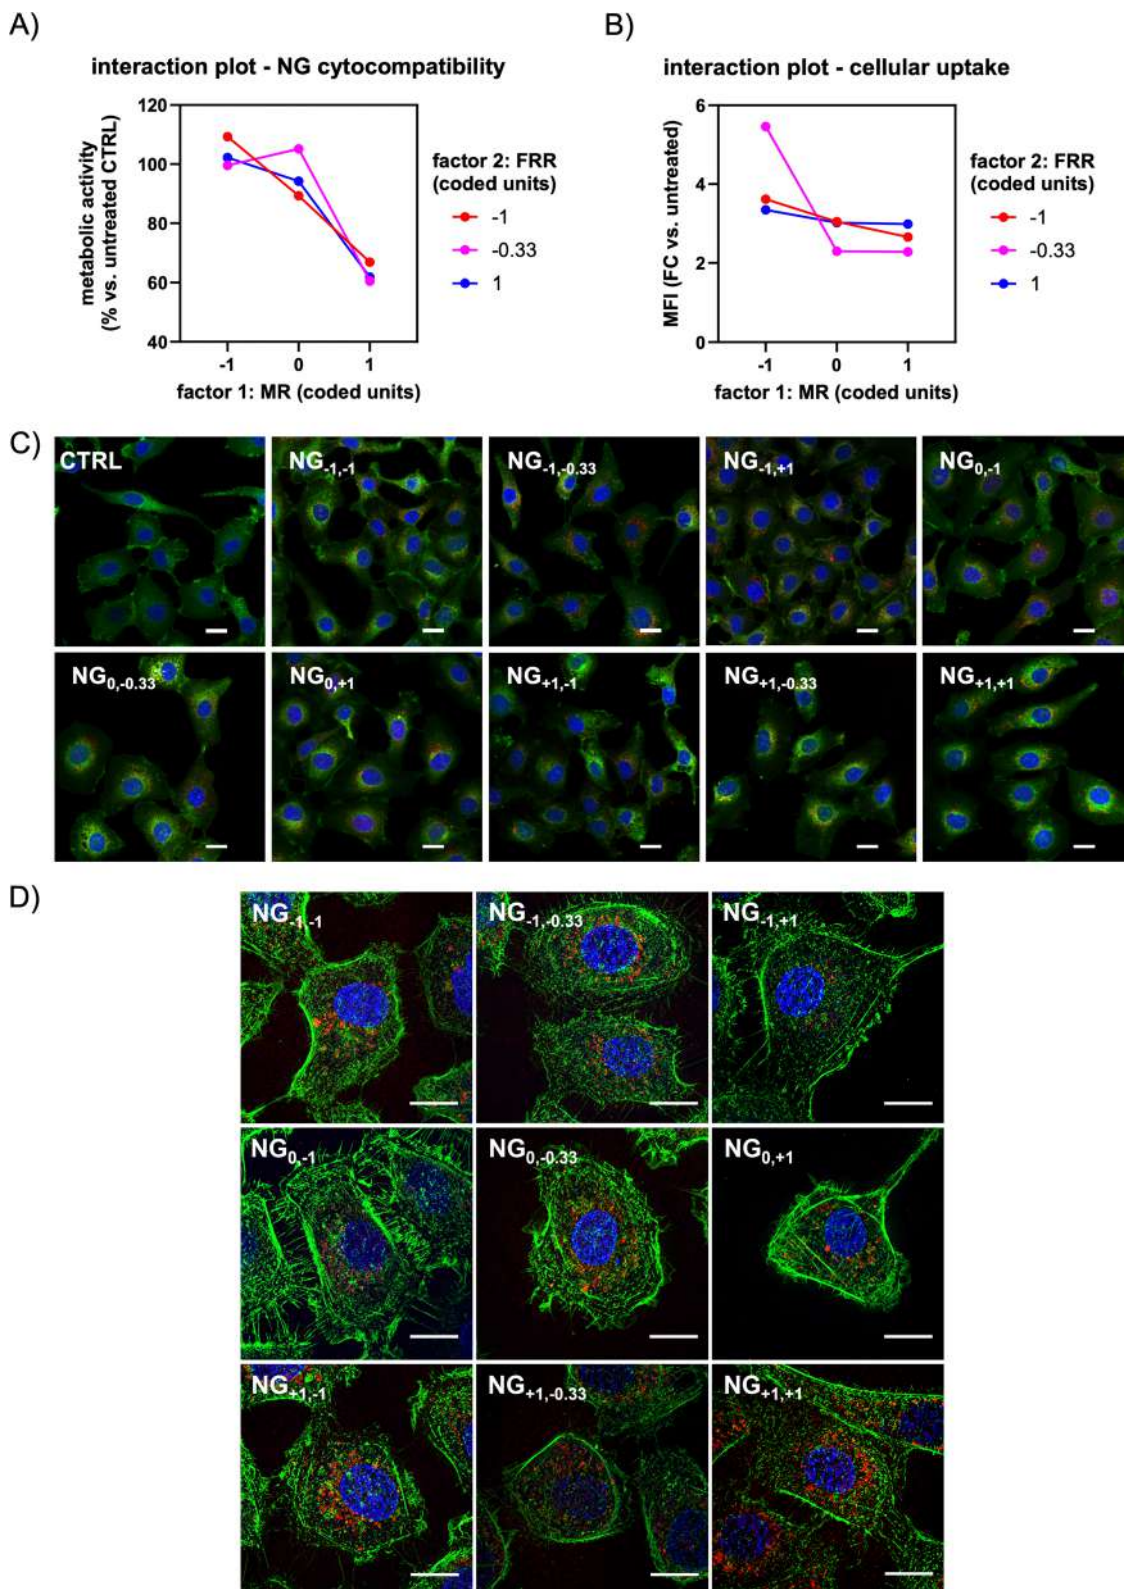 A)
interaction plot - NG cytocompatibility
metabolic activity
(% vs. untreated CTRL)
120
100
80
60
40
-1
0
1
factor 1: MR (coded units)
factor 2: FRR
(coded units)
-1
-0.33
1
B)
interaction plot - cellular uptake
MFI (FC vs. untreated)
6
4
2
0
-1
0
1
factor 1: MR (coded units)
factor 2: FRR
(coded units)
-1
-0.33
1
C)
CTRL
NG-1,-1
NG-1,-0.33
NG-1,+1
NG0,-1
NG0,-0.33
NG0,+1
NG+1,-1
NG+1,-0.33
NG+1,+1
D)
NG-1,-1
NG-1,-0.33
NG-1,+1
NG0,-1
NG0,-0.33
NG0,+1
NG+1,-1
NG+1,-0.33
NG+1,+1